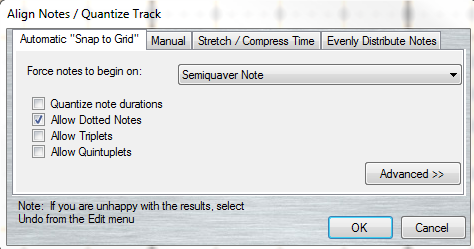 Align Notes / Quantize Track
Automatic "Snap to Grid" Manual Stretch / Compress Time Evenly Distribute Notes
Force notes to begin on: Semiquaver Note
Quantize note durations
Allow Dotted Notes
Allow Triplets
Allow Quintuplets
Advanced >>
Note: If you are unhappy with the results, select
Undo from the Edit menu
OK Cancel